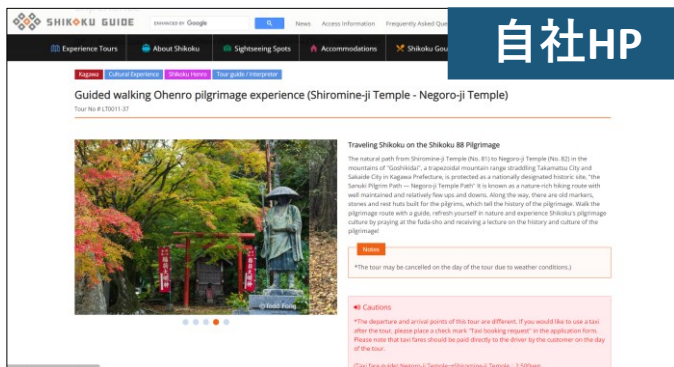 SHIKOKU GUIDE
ENHANCED BY Google
News Access Information Frequently Asked Que
自社HP
Experience Tours About Shikoku Sightseeing Spots Accommodations Shikoku Gou
Kagawa Cultural Experience Shikoku Henro Tour guide / Interpreter
Guided walking Ohenro pilgrimage experience (Shiromine-ji Temple - Negoro-ji Temple)
Tour No # LT0011-37
Traveling Shikoku on the Shikoku 88 Pilgrimage
The natural path from Shiromine-ji Temple (No. 81) to Negoro-ji Temple (No. 82) in the
mountains of "Goshikidai", a trapezoidal mountain range straddling Takamatsu City and
Sakaide City in Kagawa Prefecture, is protected as a nationally designated historic site, "the
Sanuki Pilgrim Path — Negoro-ji Temple Path" It is known as a nature-rich hiking route with
well maintained and relatively few ups and downs. Along the way, there are old markers,
stones and rest huts built for the pilgrims, which tell the history of the pilgrimage. Walk the
pilgrimage route with a guide, refresh yourself in nature and experience Shikoku's pilgrimage
culture by praying at the fuda-sho and receiving a lecture on the history and culture of the
pilgrimage!
Notes
*The tour may be cancelled on the day of the tour due to weather conditions.)
Cautions
*The departure and arrival points of this tour are different. If you would like to use a taxi
after the tour, please place a check mark "Taxi booking request" in the application form.
Please note that taxi fares should be paid directly to the driver by the customer on the day
of the tour.
©Todd Fong